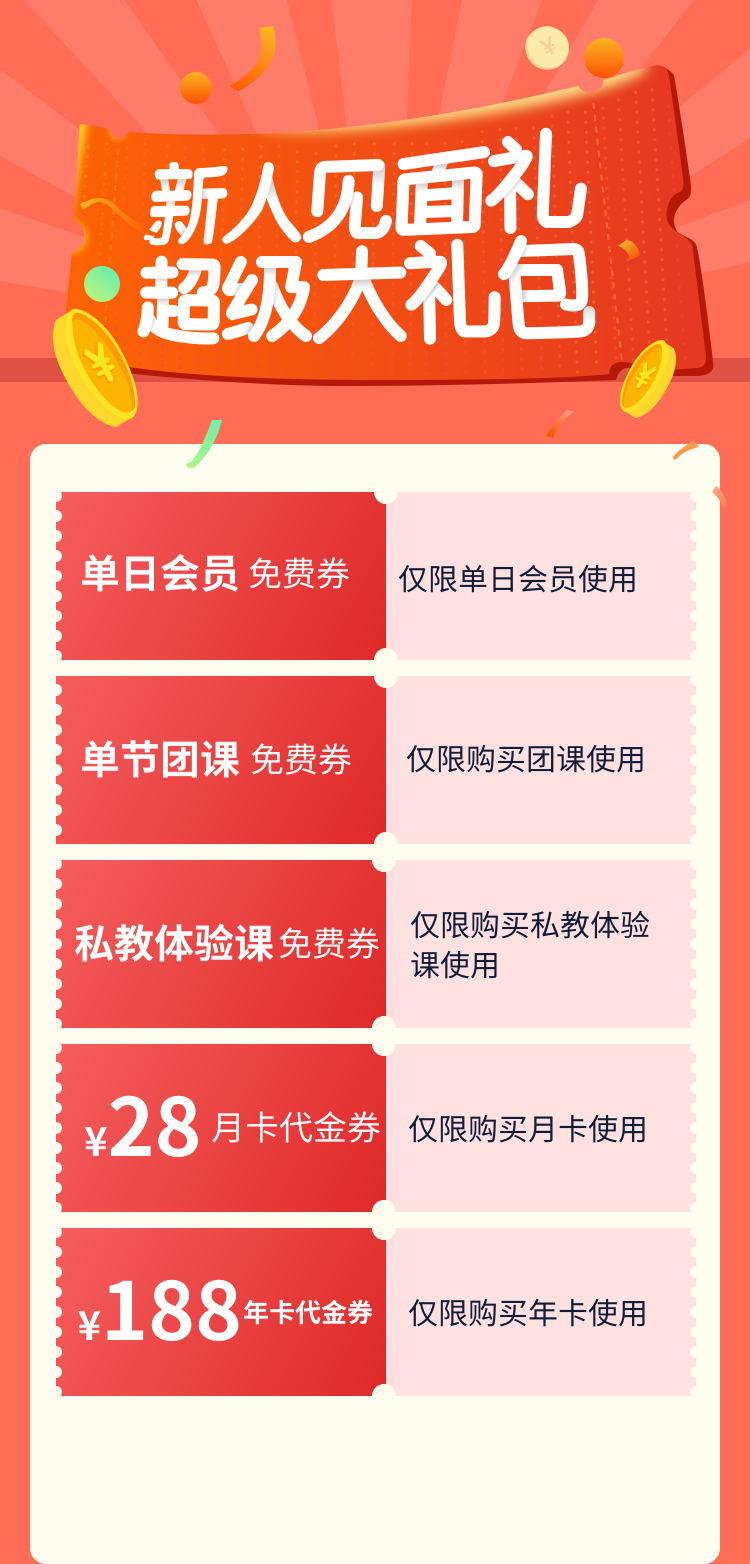 新人见面礼
超级大礼包
单日会员 免费券
仅限单日会员使用
单节团课 免费券
仅限购买团课使用
私教体验课 免费券
仅限购买私教体验
课使用
¥28 月卡代金券
仅限购买月卡使用
¥188 年卡代金券
仅限购买年卡使用